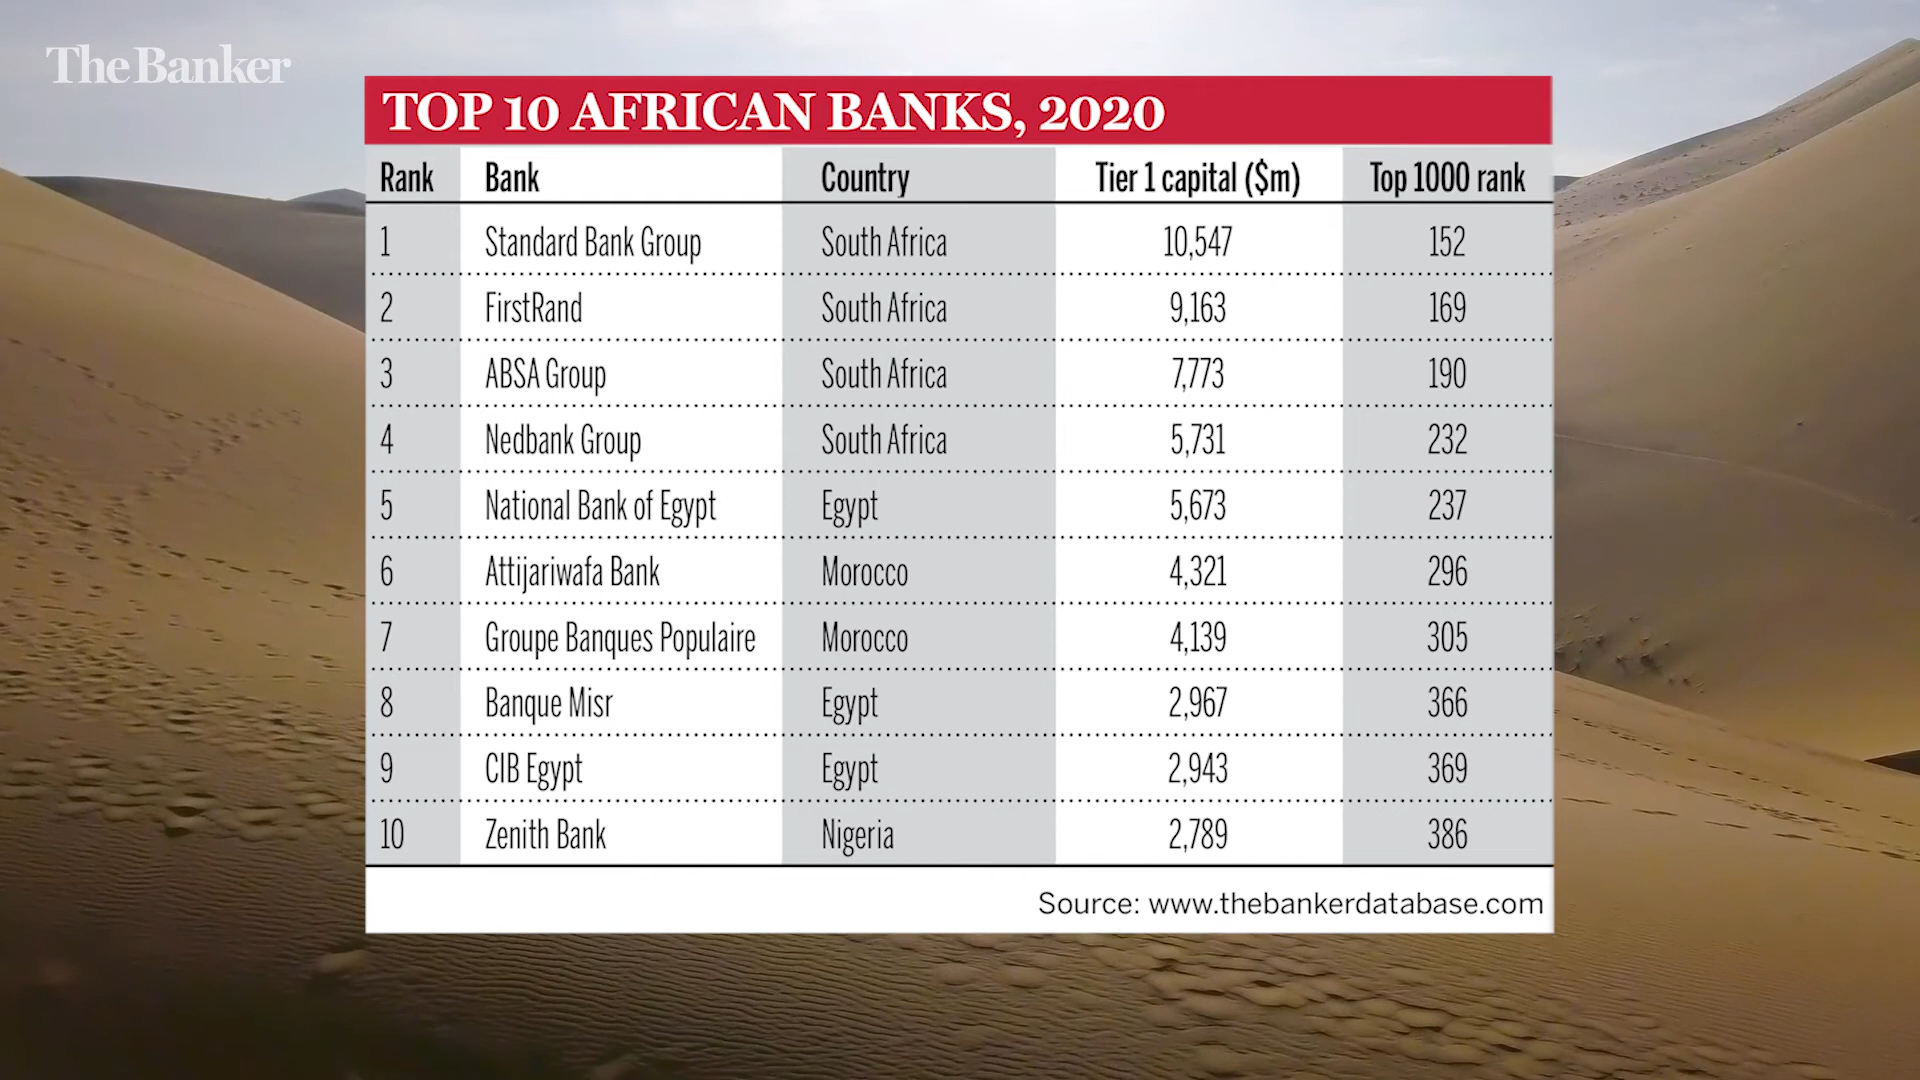 The Banker
TOP 10 AFRICAN BANKS, 2020
Rank Bank Country Tier 1 capital ($m) Top 1000 rank
1 Standard Bank Group South Africa 10,547 152
2 FirstRand South Africa 9,163 169
3 ABSA Group South Africa 7,773 190
4 Nedbank Group South Africa 5,731 232
5 National Bank of Egypt Egypt 5,673 237
6 Attijariwafa Bank Morocco 4,321 296
7 Groupe Banques Populaire Morocco 4,139 305
8 Banque Misr Egypt 2,967 366
9 CIB Egypt Egypt 2,943 369
10 Zenith Bank Nigeria 2,789 386
Source: www.thebankerdatabase.com